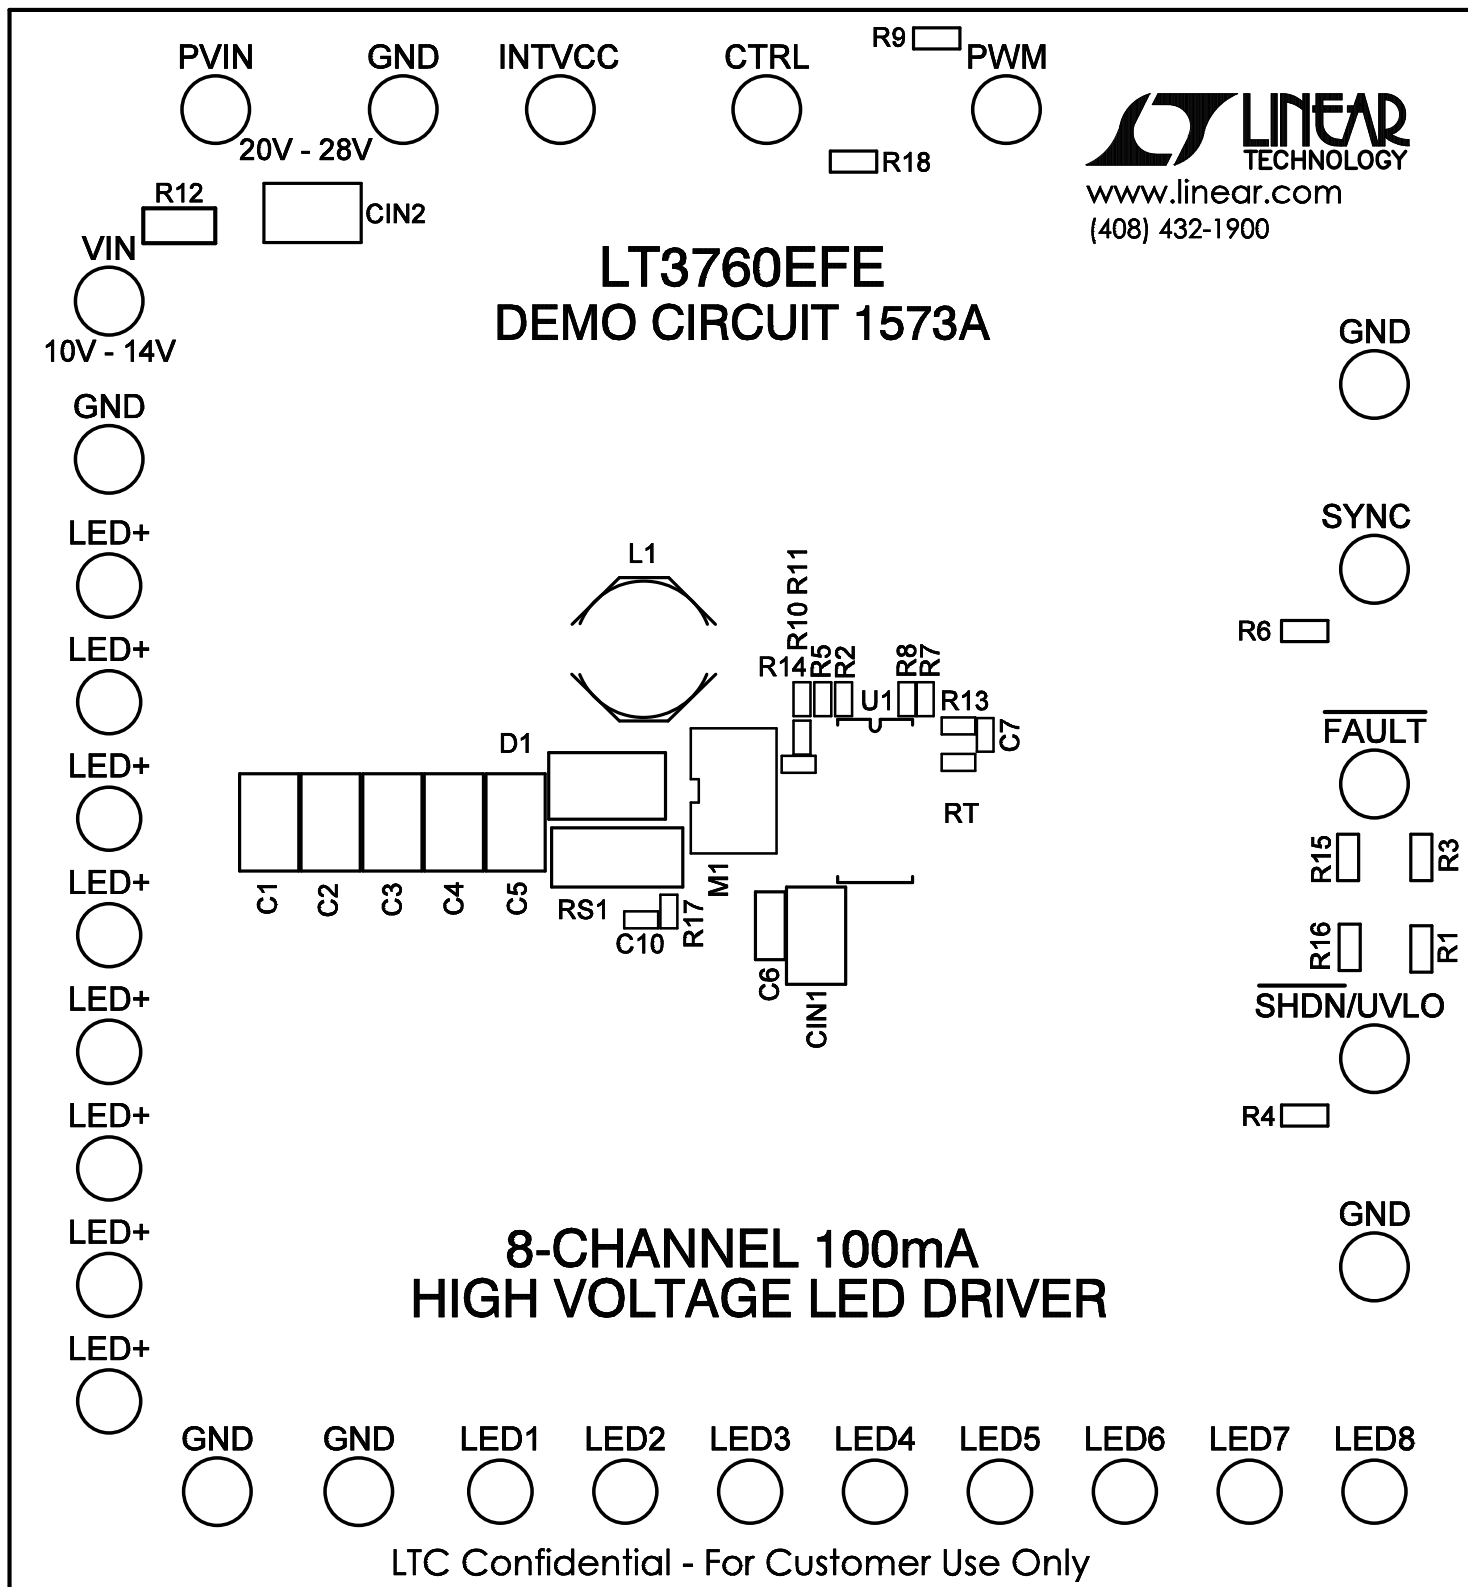 R9
PVIN GND INTVCC CTRL PWM
LINEAR
TECHNOLOGY
20V - 28V
R18
www.linear.com
R12
CIN2
(408) 432-1900
VIN
LT3760EFE
DEMO CIRCUIT 1573A
10V - 14V
GND
GND
SYNC
LED+
L1
R11
R10
R6
LED+
R14
R5
R2
R8
R7
U1
R13
C7
FAULT
D1
LED+
RT
R15
R3
M1
C1
C2
C3
C4
C5
LED+
RS1
R17
C10
R16
R1
C6
CIN1
SHDN/UVLO
LED+
LED+
R4
GND
LED+
8-CHANNEL 100mA
HIGH VOLTAGE LED DRIVER
LED+
GND GND LED1 LED2 LED3 LED4 LED5 LED6 LED7 LED8
LTC Confidential - For Customer Use Only